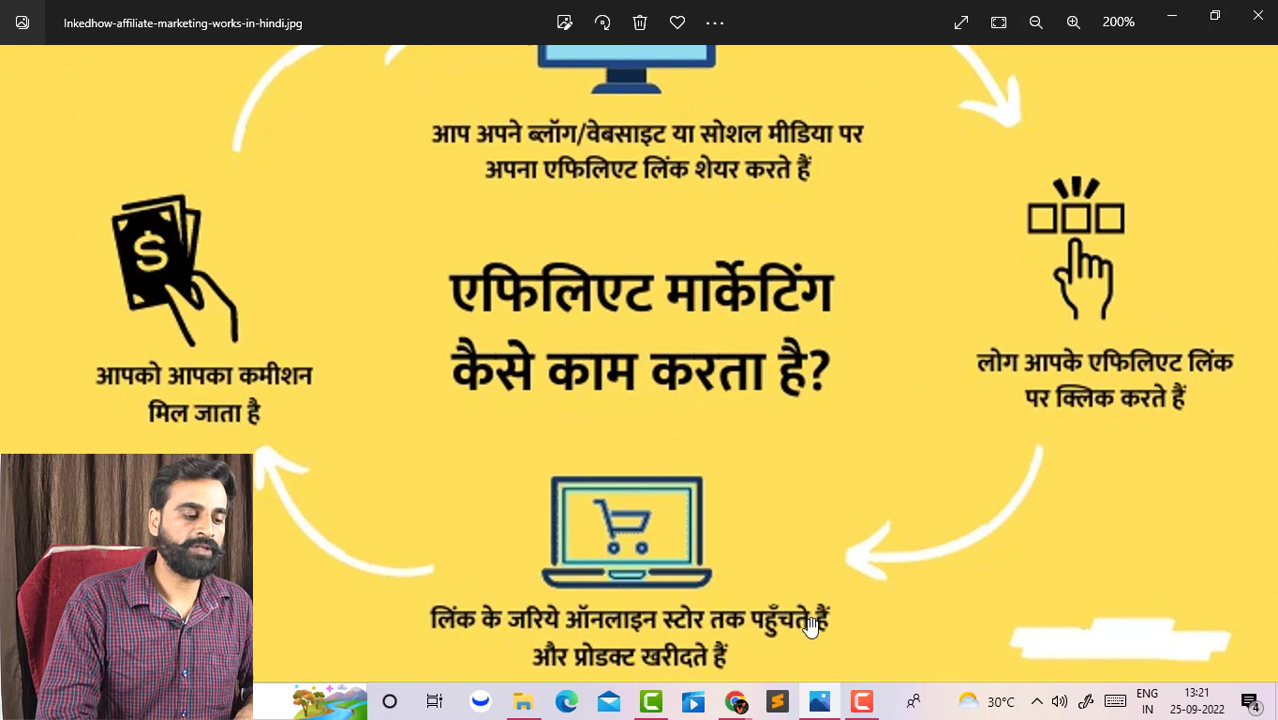 Inkedhow-affiliate-marketing-works-in-hindi.jpg
200%
आप अपने ब्लॉग/वेबसाइट या सोशल मीडिया पर
अपना एफिलिएट लिंक शेयर करते हैं
$
एफिलिएट मार्केटिंग
कैसे काम करता है?
आपको आपका कमीशन
मिल जाता है
लोग आपके एफिलिएट लिंक
पर क्लिक करते हैं
लिंक के जरिये ऑनलाइन स्टोर तक पहुँचते हैं
और प्रोडक्ट खरीदते हैं
30°C
ENG
IN
13:21
25-09-2022
4